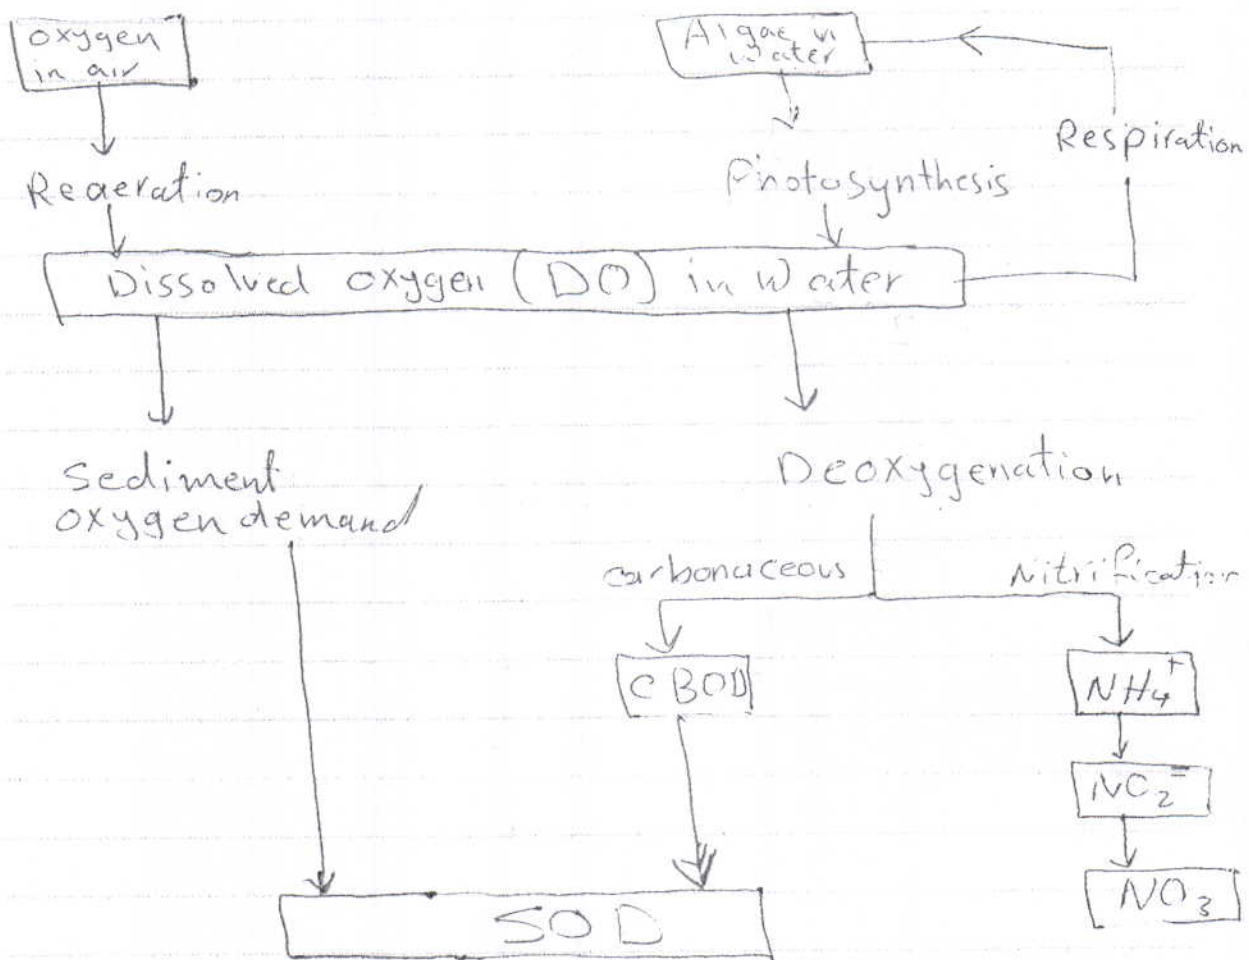 oxygen
in air
Algae in
water
Respiration
Reaeration
Photosynthesis
Dissolved oxygen (DO) in water
Sediment
oxygen demand
Deoxygenation
carbonaceous
Nitrification
CBOD
NH₄⁺
NO₂⁻
NO₃
SOD